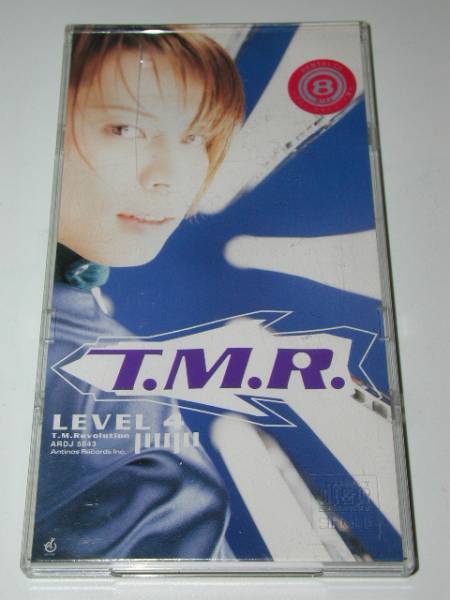 8
T.M.R.
LEVEL 4
T.M.Revolution
ARDJ 5043
Antinos Records Inc.